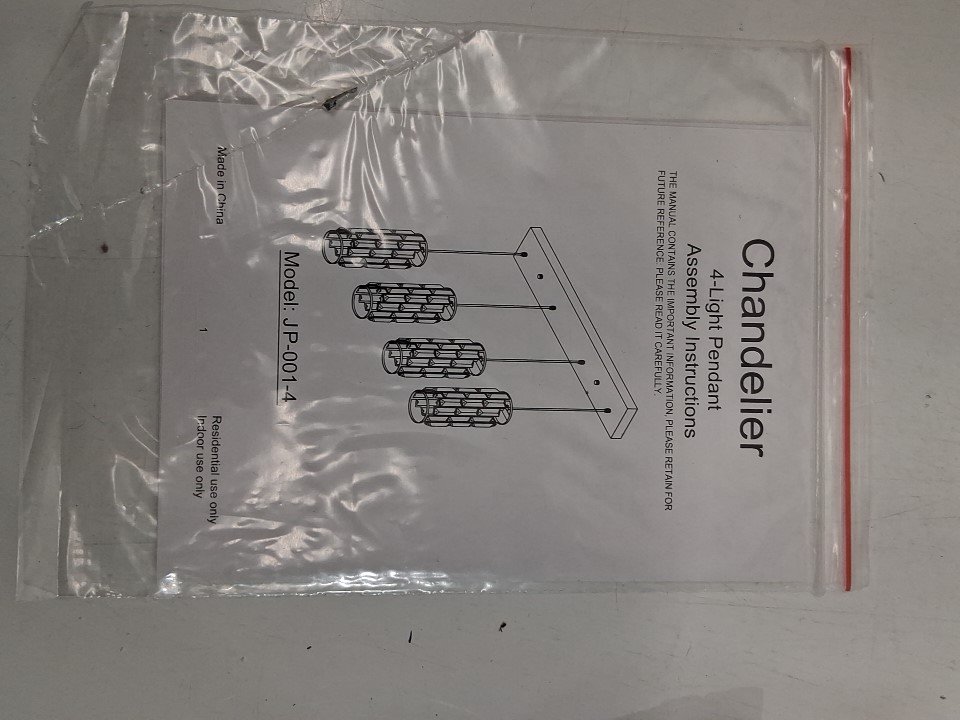 Chandelier
4-Light Pendant
Assembly Instructions
THE MANUAL CONTAINS THE IMPORTANT INFORMATION, PLEASE RETAIN FOR
FUTURE REFERENCE. PLEASE READ IT CAREFULLY.
Model: JP-001-4
Made in China
1
Residential use only
Indoor use only